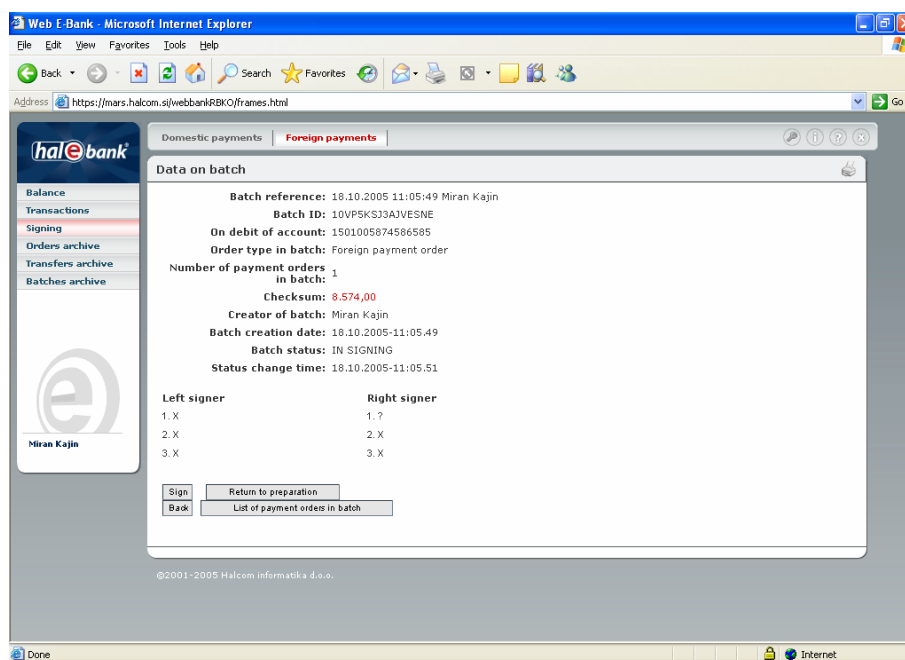 Web E-Bank - Microsoft Internet Explorer
File Edit View Favorites Tools Help
Back Search Favorites
Address https://mars.halcom.si/webbankRBKO/frames.html Go
halebank
Domestic payments Foreign payments
Data on batch
Balance
Transactions
Signing
Orders archive
Transfers archive
Batches archive
Miran Kajin
Batch reference: 18.10.2005 11:05:49 Miran Kajin
Batch ID: 10VP5KSJ3AJVESNE
On debit of account: 1501005874586585
Order type in batch: Foreign payment order
Number of payment orders
in batch: 1
Checksum: 8.574,00
Creator of batch: Miran Kajin
Batch creation date: 18.10.2005-11:05.49
Batch status: IN SIGNING
Status change time: 18.10.2005-11:05.51
Left signer Right signer
1. X 1. ?
2. X 2. X
3. X 3. X
Sign Return to preparation
Back List of payment orders in batch
©2001-2005 Halcom informatika d.o.o.
Done Internet